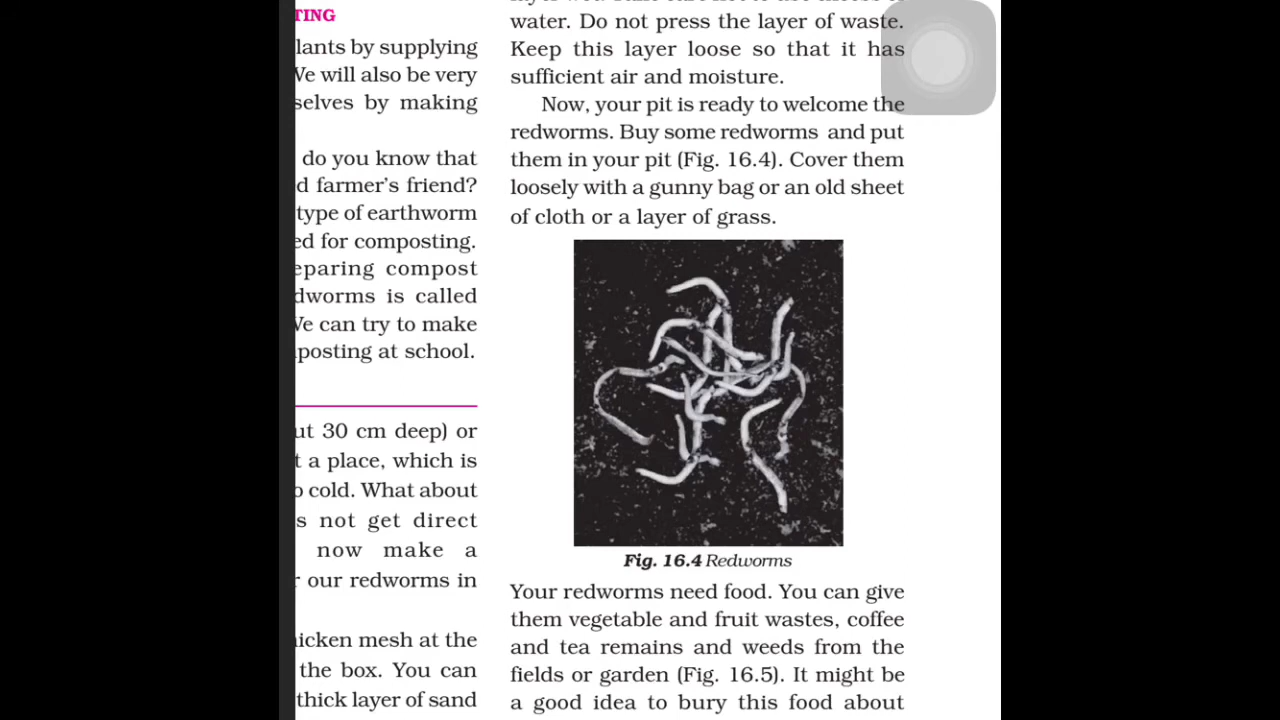 TING
lants by supplying
We will also be very
selves by making
do you know that
d farmer's friend?
type of earthworm
ed for composting.
eparing compost
dworms is called
We can try to make
posting at school.
ut 30 cm deep) or
t a place, which is
o cold. What about
s not get direct
now make a
r our redworms in
hicken mesh at the
the box. You can
thick layer of sand
water. Do not press the layer of waste.
Keep this layer loose so that it has
sufficient air and moisture.
Now, your pit is ready to welcome the
redworms. Buy some redworms and put
them in your pit (Fig. 16.4). Cover them
loosely with a gunny bag or an old sheet
of cloth or a layer of grass.
Fig. 16.4 Redworms
Your redworms need food. You can give
them vegetable and fruit wastes, coffee
and tea remains and weeds from the
fields or garden (Fig. 16.5). It might be
a good idea to bury this food about